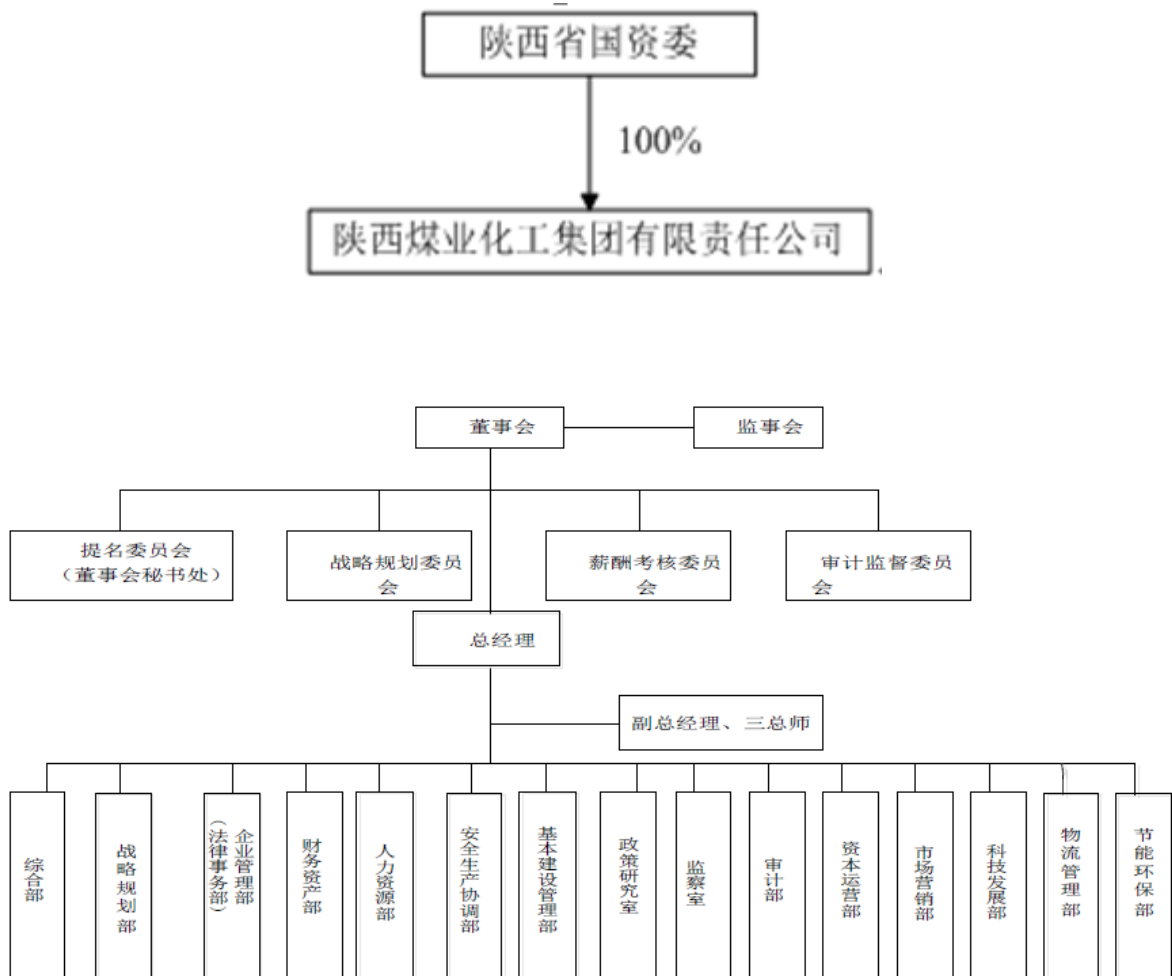 陕西省国资委
100%
陕西煤业化工集团有限责任公司
董事会
监事会
提名委员会
（董事会秘书处）
战略规划委员
会
薪酬考核委员
会
审计监督委员
会
总经理
副总经理、三总师
综合部
战略规划部
企业管理部
（法律事务部）
财务资产部
人力资源部
安全生产协调部
基本建设管理部
政策研究室
监察室
审计部
资本运营部
市场营销部
科技发展部
物流管理部
节能环保部